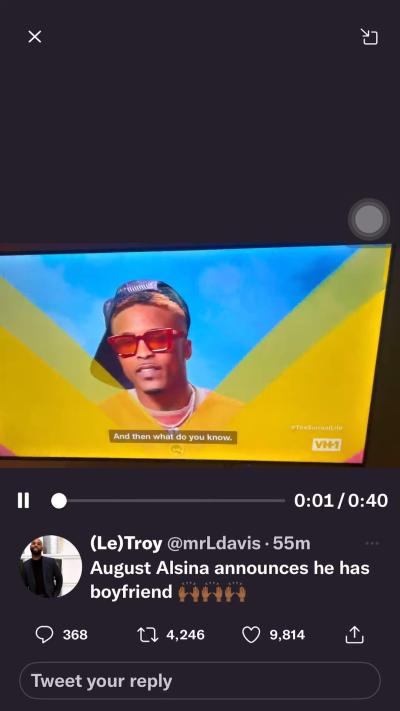 And then what do you know.
#TheSurrealLife
VH1
0:01/0:40
(Le)Troy @mrLdavis · 55m
August Alsina announces he has
boyfriend 🙌🏾🙌🏾🙌🏾
368
4,246
9,814
Tweet your reply